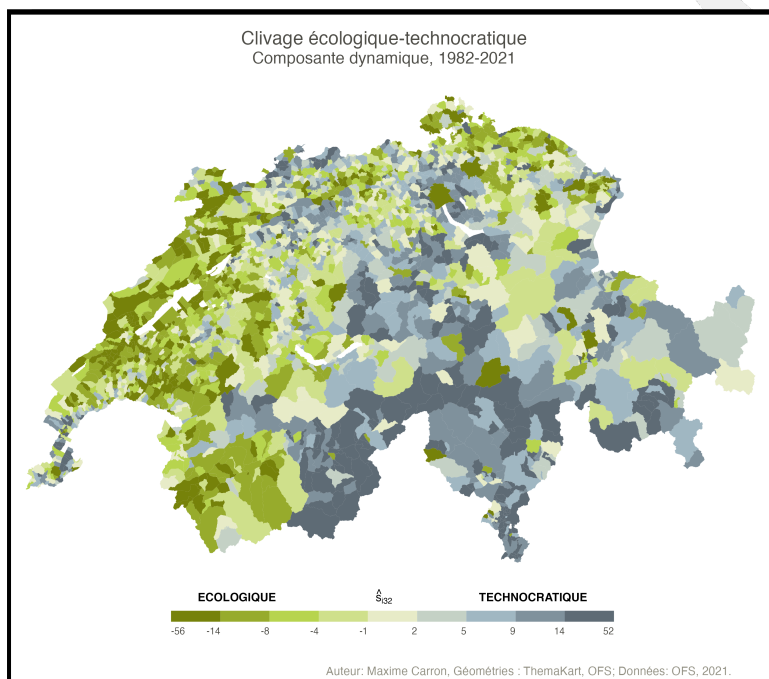 Clivage écologique-technocratique
Composante dynamique, 1982-2021
ECOLOGIQUE ŝi32 TECHNOCRATIQUE
-56 -14 -8 -4 -1 2 5 9 14 52
Auteur: Maxime Carron, Géométries : ThemaKart, OFS; Données: OFS, 2021.